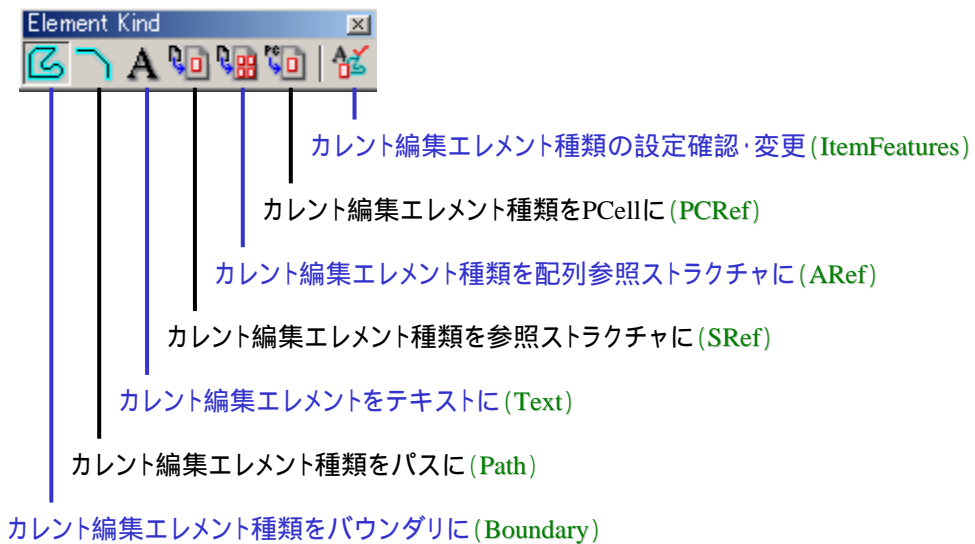 Element Kind
カレント編集エレメント種類の設定確認・変更(ItemFeatures)
カレント編集エレメント種類をPCellに(PCRef)
カレント編集エレメント種類を配列参照ストラクチャに(ARef)
カレント編集エレメント種類を参照ストラクチャに(SRef)
カレント編集エレメントをテキストに(Text)
カレント編集エレメント種類をパスに(Path)
カレント編集エレメント種類をバウンダリに(Boundary)